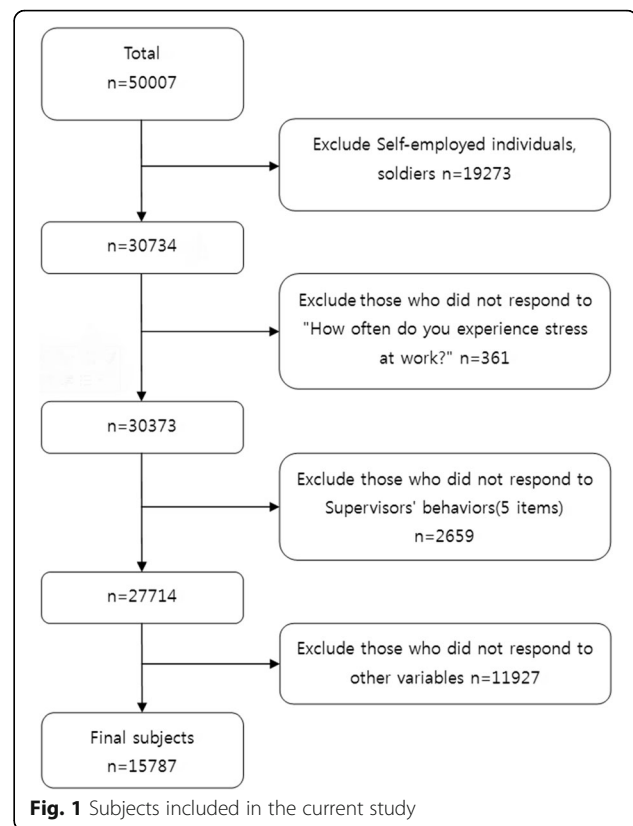 Total
n=50007
Exclude Self-employed individuals,
soldiers n=19273
n=30734
Exclude those who did not respond to
"How often do you experience stress
at work?" n=361
n=30373
Exclude those who did not respond to
Supervisors' behaviors(5 items)
n=2659
n=27714
Exclude those who did not respond to
other variables n=11927
Final subjects
n=15787
Fig. 1 Subjects included in the current study